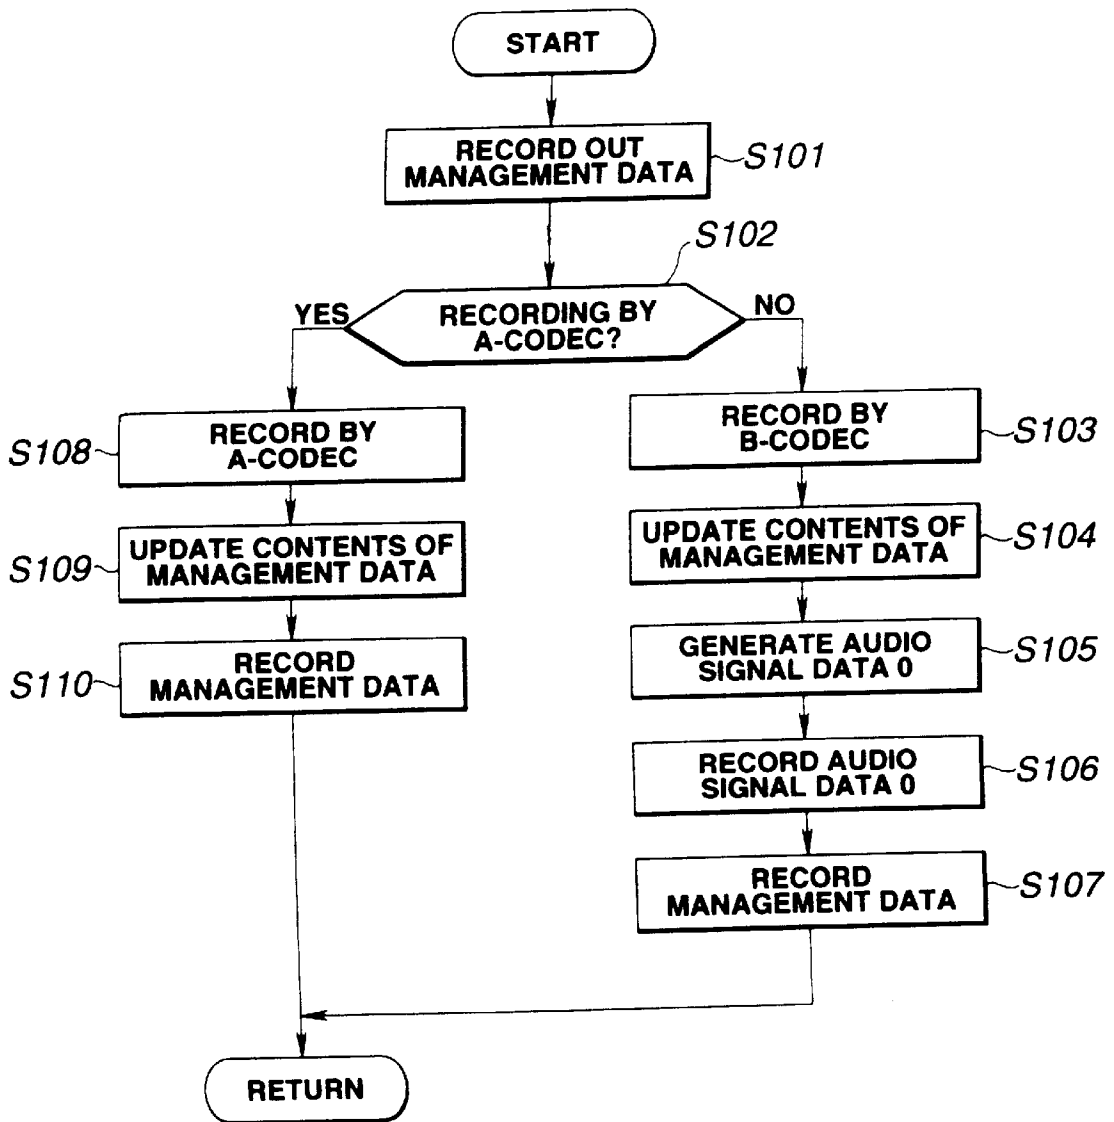 START
RECORD OUT
MANAGEMENT DATA
S101
S102
YES
RECORDING BY
A-CODEC?
NO
RECORD BY
A-CODEC
S108
UPDATE CONTENTS OF
MANAGEMENT DATA
S109
RECORD
MANAGEMENT DATA
S110
RECORD BY
B-CODEC
S103
UPDATE CONTENTS OF
MANAGEMENT DATA
S104
GENERATE AUDIO
SIGNAL DATA 0
S105
RECORD AUDIO
SIGNAL DATA 0
S106
RECORD
MANAGEMENT DATA
S107
RETURN